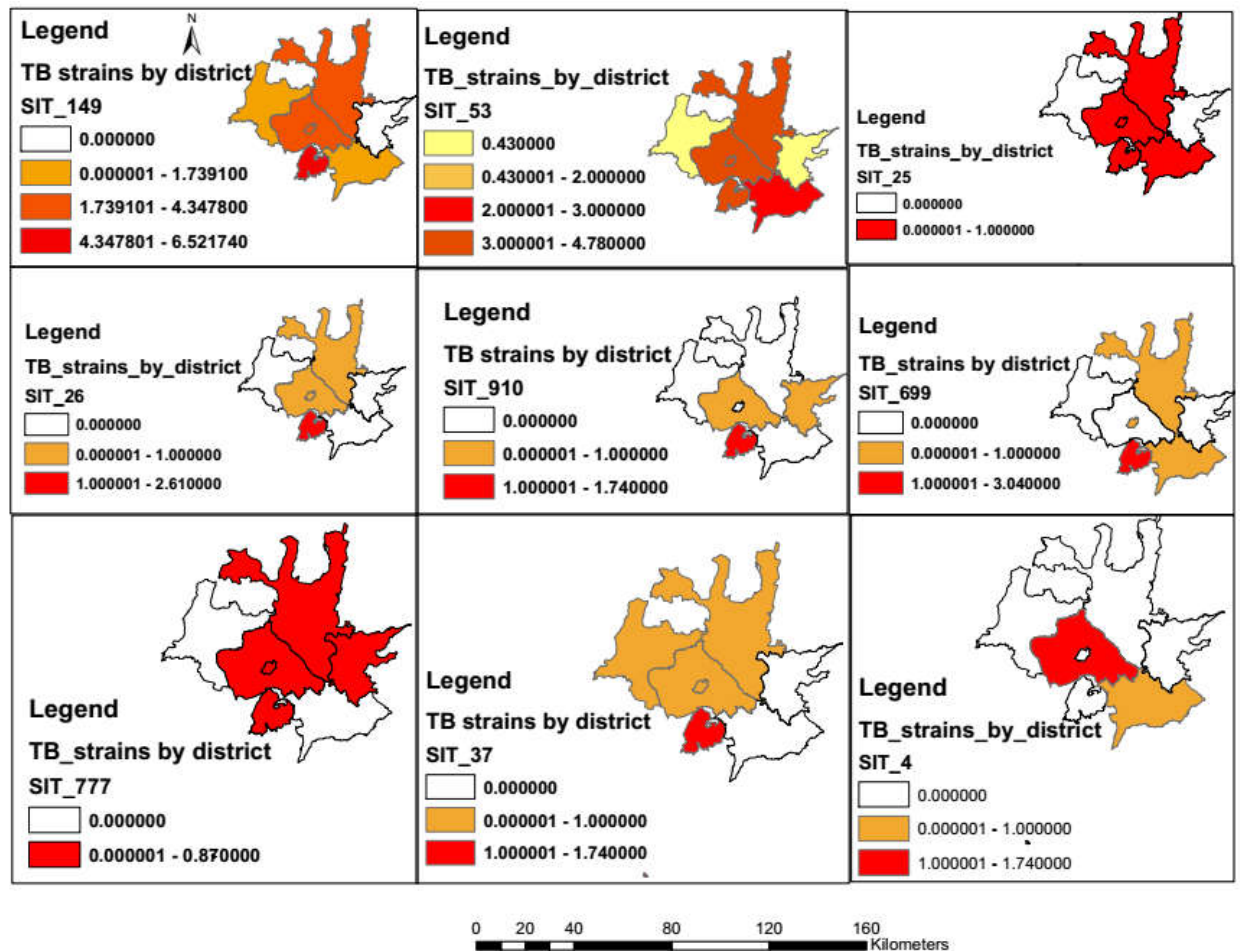 Legend
N
TB strains by district
SIT_149
0.000000
0.000001 - 1.739100
1.739101 - 4.347800
4.347801 - 6.521740
Legend
TB_strains_by_district
SIT_53
0.430000
0.430001 - 2.000000
2.000001 - 3.000000
3.000001 - 4.780000
Legend
TB_strains_by_district
SIT_25
0.000000
0.000001 - 1.000000
Legend
TB_strains_by_district
SIT_26
0.000000
0.000001 - 1.000000
1.000001 - 2.610000
Legend
TB strains by district
SIT_910
0.000000
0.000001 - 1.000000
1.000001 - 1.740000
Legend
TB_strains by district
SIT_699
0.000000
0.000001 - 1.000000
1.000001 - 3.040000
Legend
TB_strains by district
SIT_777
0.000000
0.000001 - 0.870000
Legend
TB strains by district
SIT_37
0.000000
0.000001 - 1.000000
1.000001 - 1.740000
Legend
TB_strains_by_district
SIT_4
0.000000
0.000001 - 1.000000
1.000001 - 1.740000
0 20 40 80 120 160
Kilometers